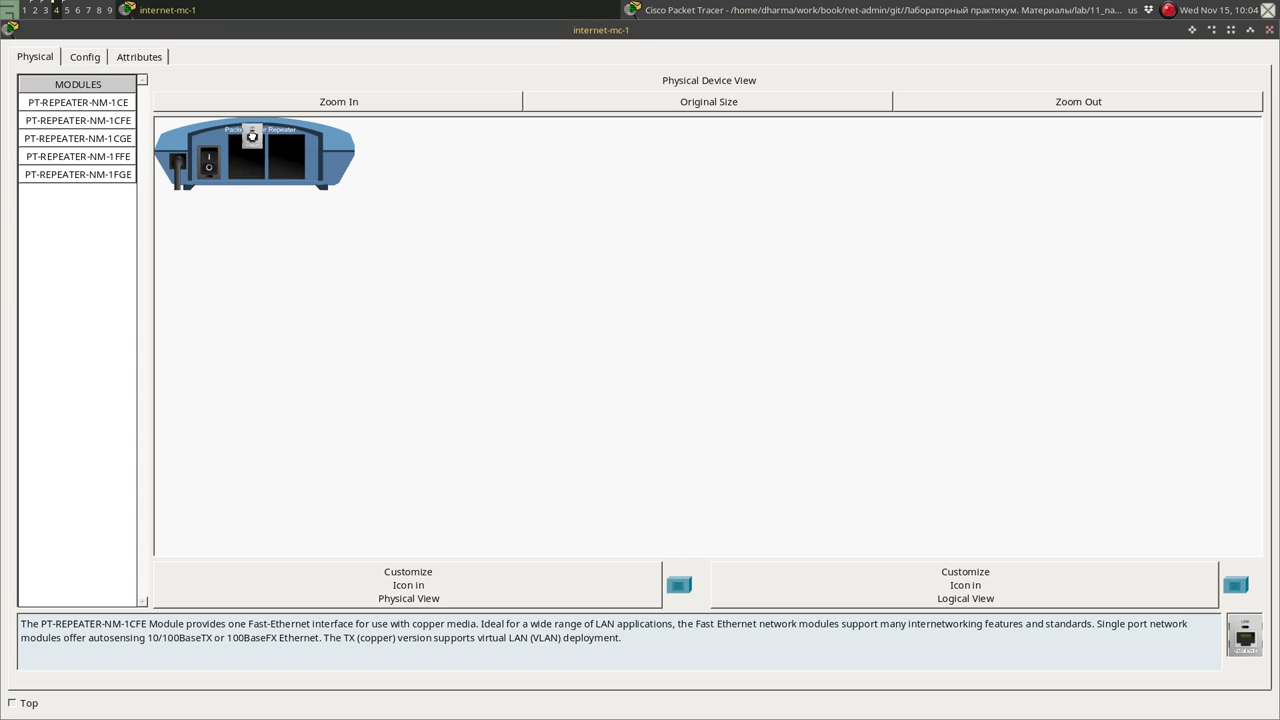 1 2 3 4 5 6 7 8 9 internet-mc-1 Cisco Packet Tracer - /home/dharma/work/book/net-admin/git/Лабораторный практикум. Материалы/lab/11_na... us Wed Nov 15, 10:04
internet-mc-1
Physical Config Attributes
MODULES
PT-REPEATER-NM-1CE
PT-REPEATER-NM-1CFE
PT-REPEATER-NM-1CGE
PT-REPEATER-NM-1FFE
PT-REPEATER-NM-1FGE
Physical Device View
Zoom In Original Size Zoom Out
Repeater
Customize
Icon in
Physical View
Customize
Icon in
Logical View
The PT-REPEATER-NM-1CFE Module provides one Fast-Ethernet interface for use with copper media. Ideal for a wide range of LAN applications, the Fast Ethernet network modules support many internetworking features and standards. Single port network
modules offer autosensing 10/100BaseTX or 100BaseFX Ethernet. The TX (copper) version supports virtual LAN (VLAN) deployment.
Top